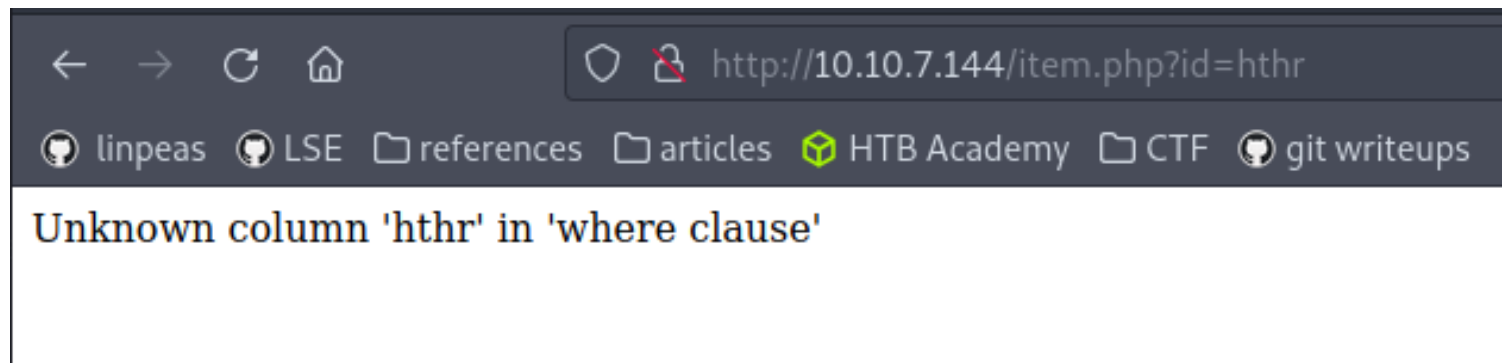 http://10.10.7.144/item.php?id=hthr
linpeas LSE references articles HTB Academy CTF git writeups
Unknown column 'hthr' in 'where clause'